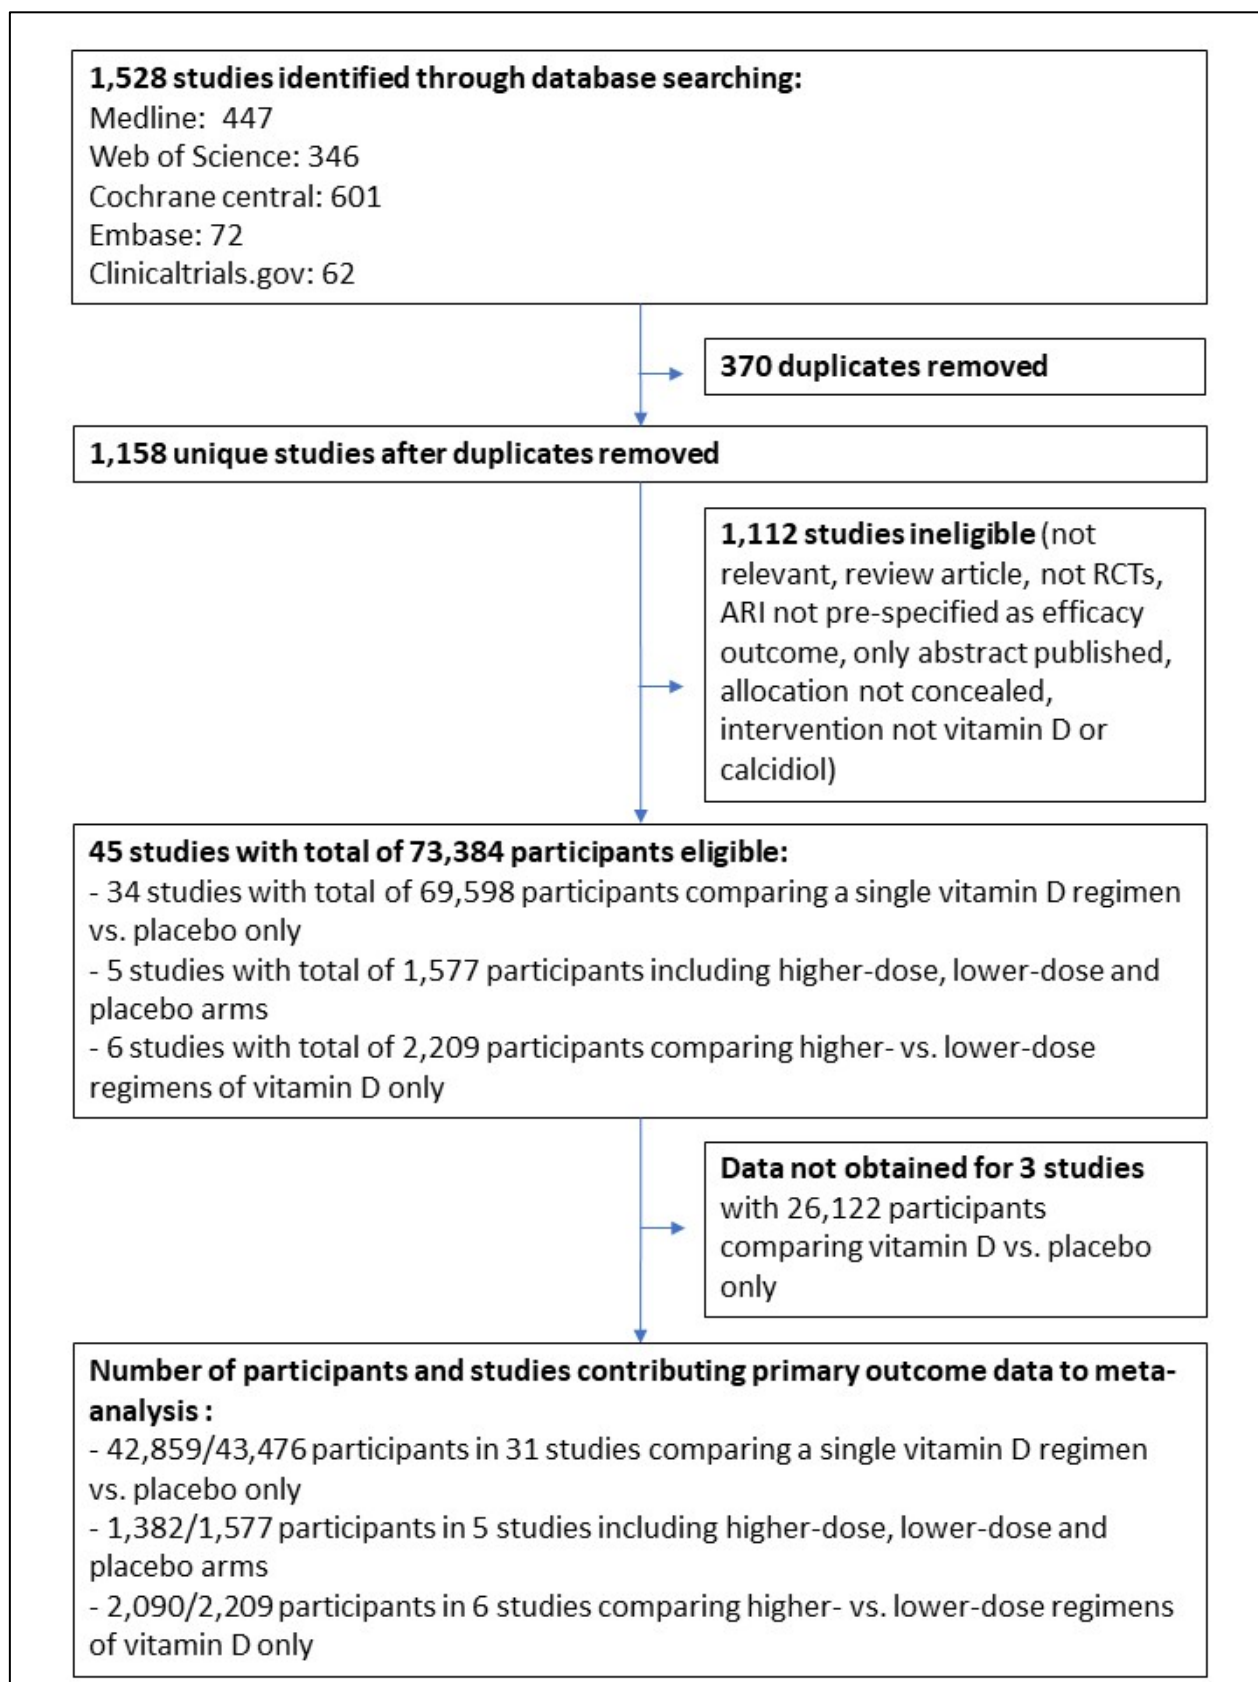 1,528 studies identified through database searching:
Medline:  447
Web of Science: 346
Cochrane central: 601
Embase: 72
Clinicaltrials.gov: 62
370 duplicates removed
1,158 unique studies after duplicates removed
1,112 studies ineligible (not
relevant, review article, not RCTs,
ARI not pre-specified as efficacy
outcome, only abstract published,
allocation not concealed,
intervention not vitamin D or
calcidiol)
45 studies with total of 73,384 participants eligible:
- 34 studies with total of 69,598 participants comparing a single vitamin D regimen
vs. placebo only
- 5 studies with total of 1,577 participants including higher-dose, lower-dose and
placebo arms
- 6 studies with total of 2,209 participants comparing higher- vs. lower-dose
regimens of vitamin D only
Data not obtained for 3 studies
with 26,122 participants
comparing vitamin D vs. placebo
only
Number of participants and studies contributing primary outcome data to meta-
analysis :
- 42,859/43,476 participants in 31 studies comparing a single vitamin D regimen
vs. placebo only
- 1,382/1,577 participants in 5 studies including higher-dose, lower-dose and
placebo arms
- 2,090/2,209 participants in 6 studies comparing higher- vs. lower-dose regimens
of vitamin D only